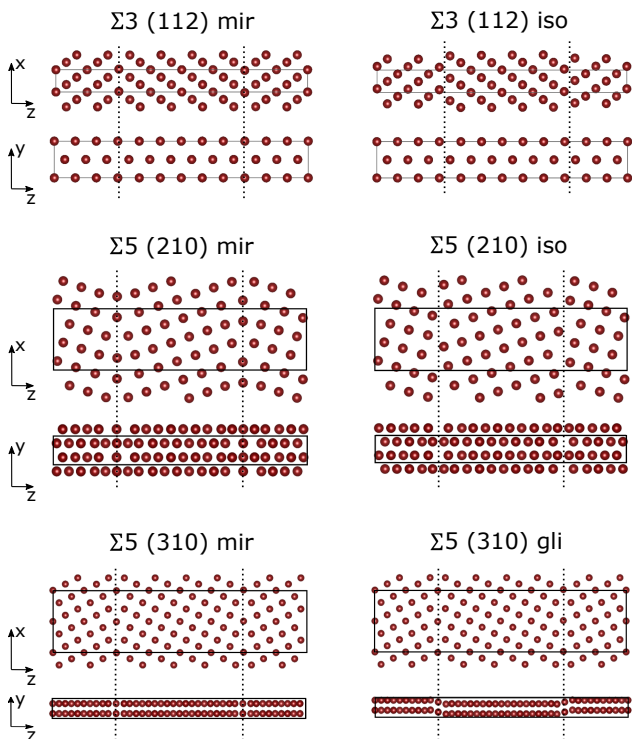 Σ3 (112) mir
Σ3 (112) iso
x
z
x
z
y
z
y
z
Σ5 (210) mir
Σ5 (210) iso
x
z
x
z
y
z
y
z
Σ5 (310) mir
Σ5 (310) gli
x
z
x
z
y
z
y
z